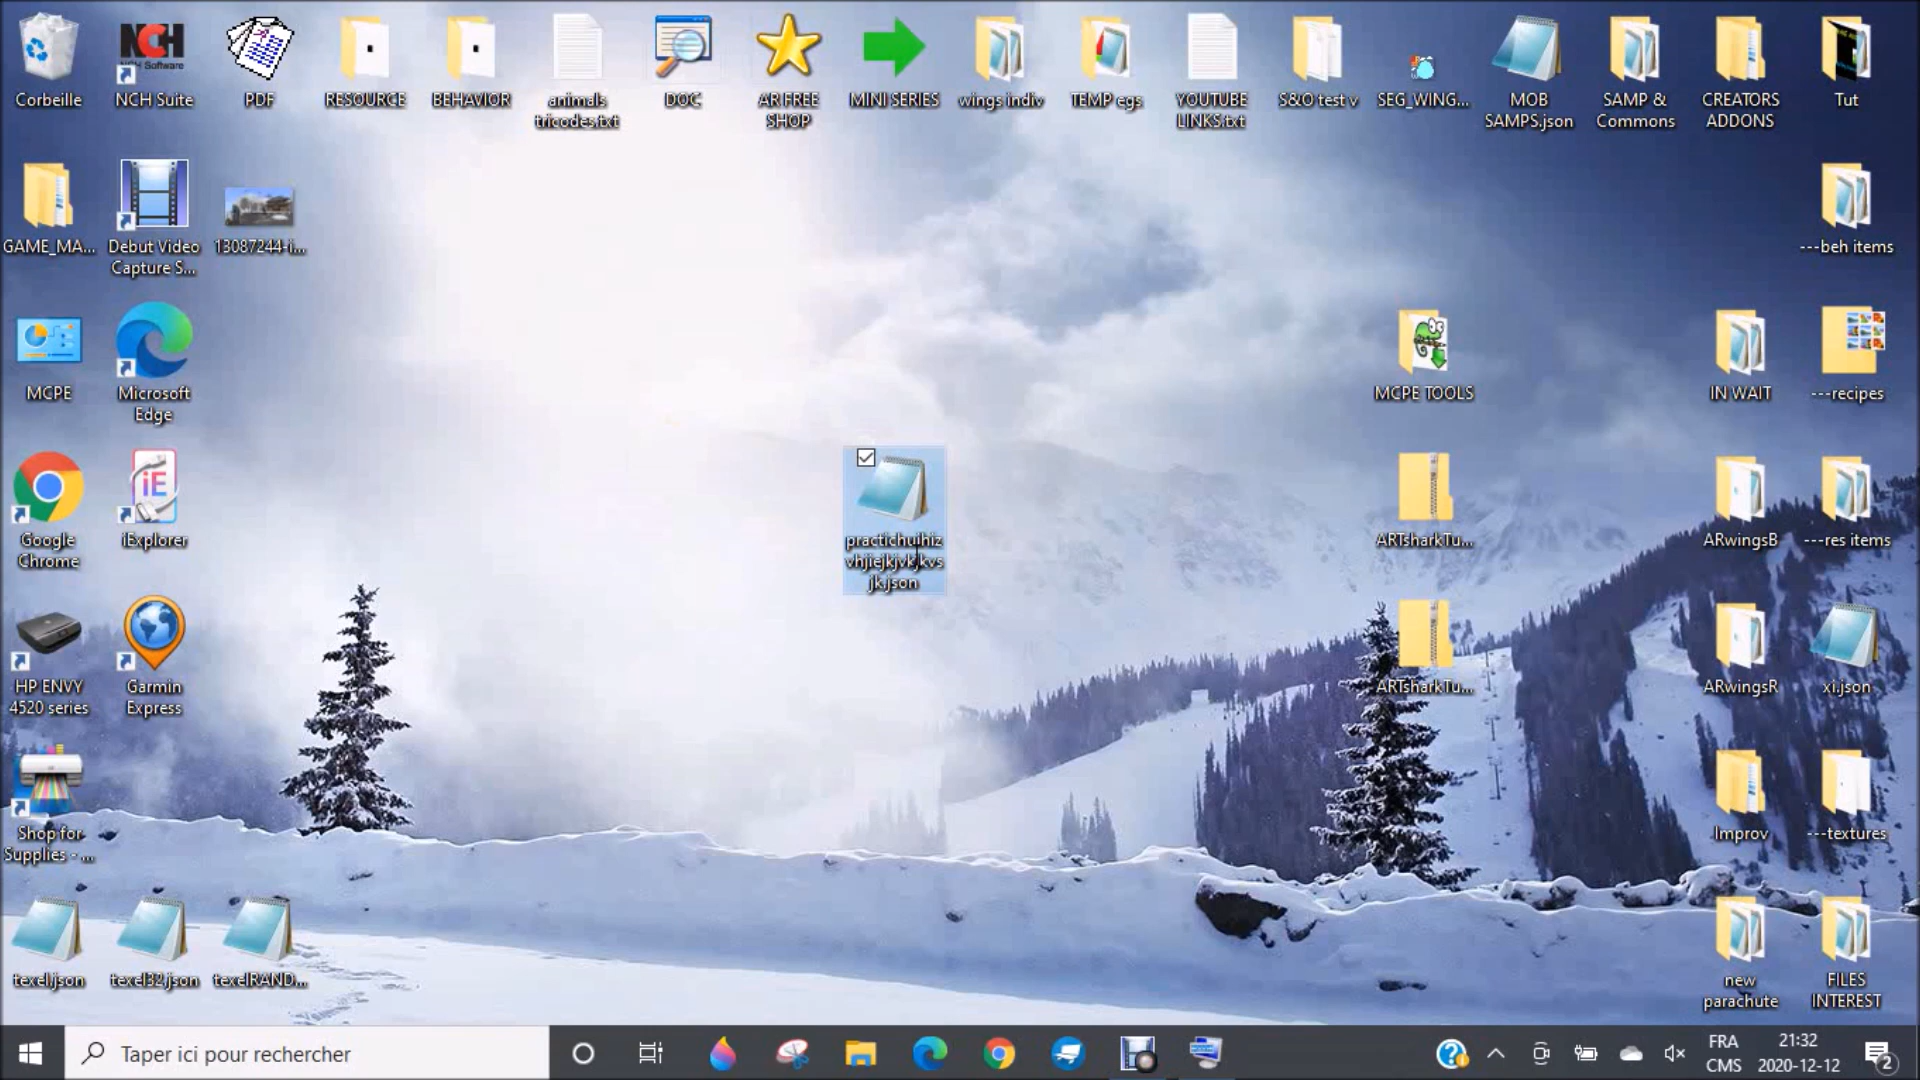 Corbeille
NCH Software
NCH Suite
PDF
RESOURCE
BEHAVIOR
animals
tricodes.txt
DOC
AR FREE
SHOP
MINI SERIES
wings indiv
TEMP egs
YOUTUBE
LINKS.txt
S&O test v
SEG_WING...
MOB
SAMPS.json
SAMP &
Commons
CREATORS
ADDONS
Tut
GAME_MA...
Debut Video
Capture S...
13087244-i...
---beh items
MCPE
Microsoft
Edge
MCPE TOOLS
IN WAIT
---recipes
Google
Chrome
iE
iExplorer
ARTsharkTu...
ARwingsB
---res items
HP ENVY
4520 series
Garmin
Express
ARTsharkTu...
ARwingsR
xi.json
Shop for
Supplies - ...
Improv
---textures
texel.json
texel32.json
texelRAND...
new
parachute
FILES
INTEREST
Taper ici pour rechercher
FRA
CMS
21:32
2020-12-12
2